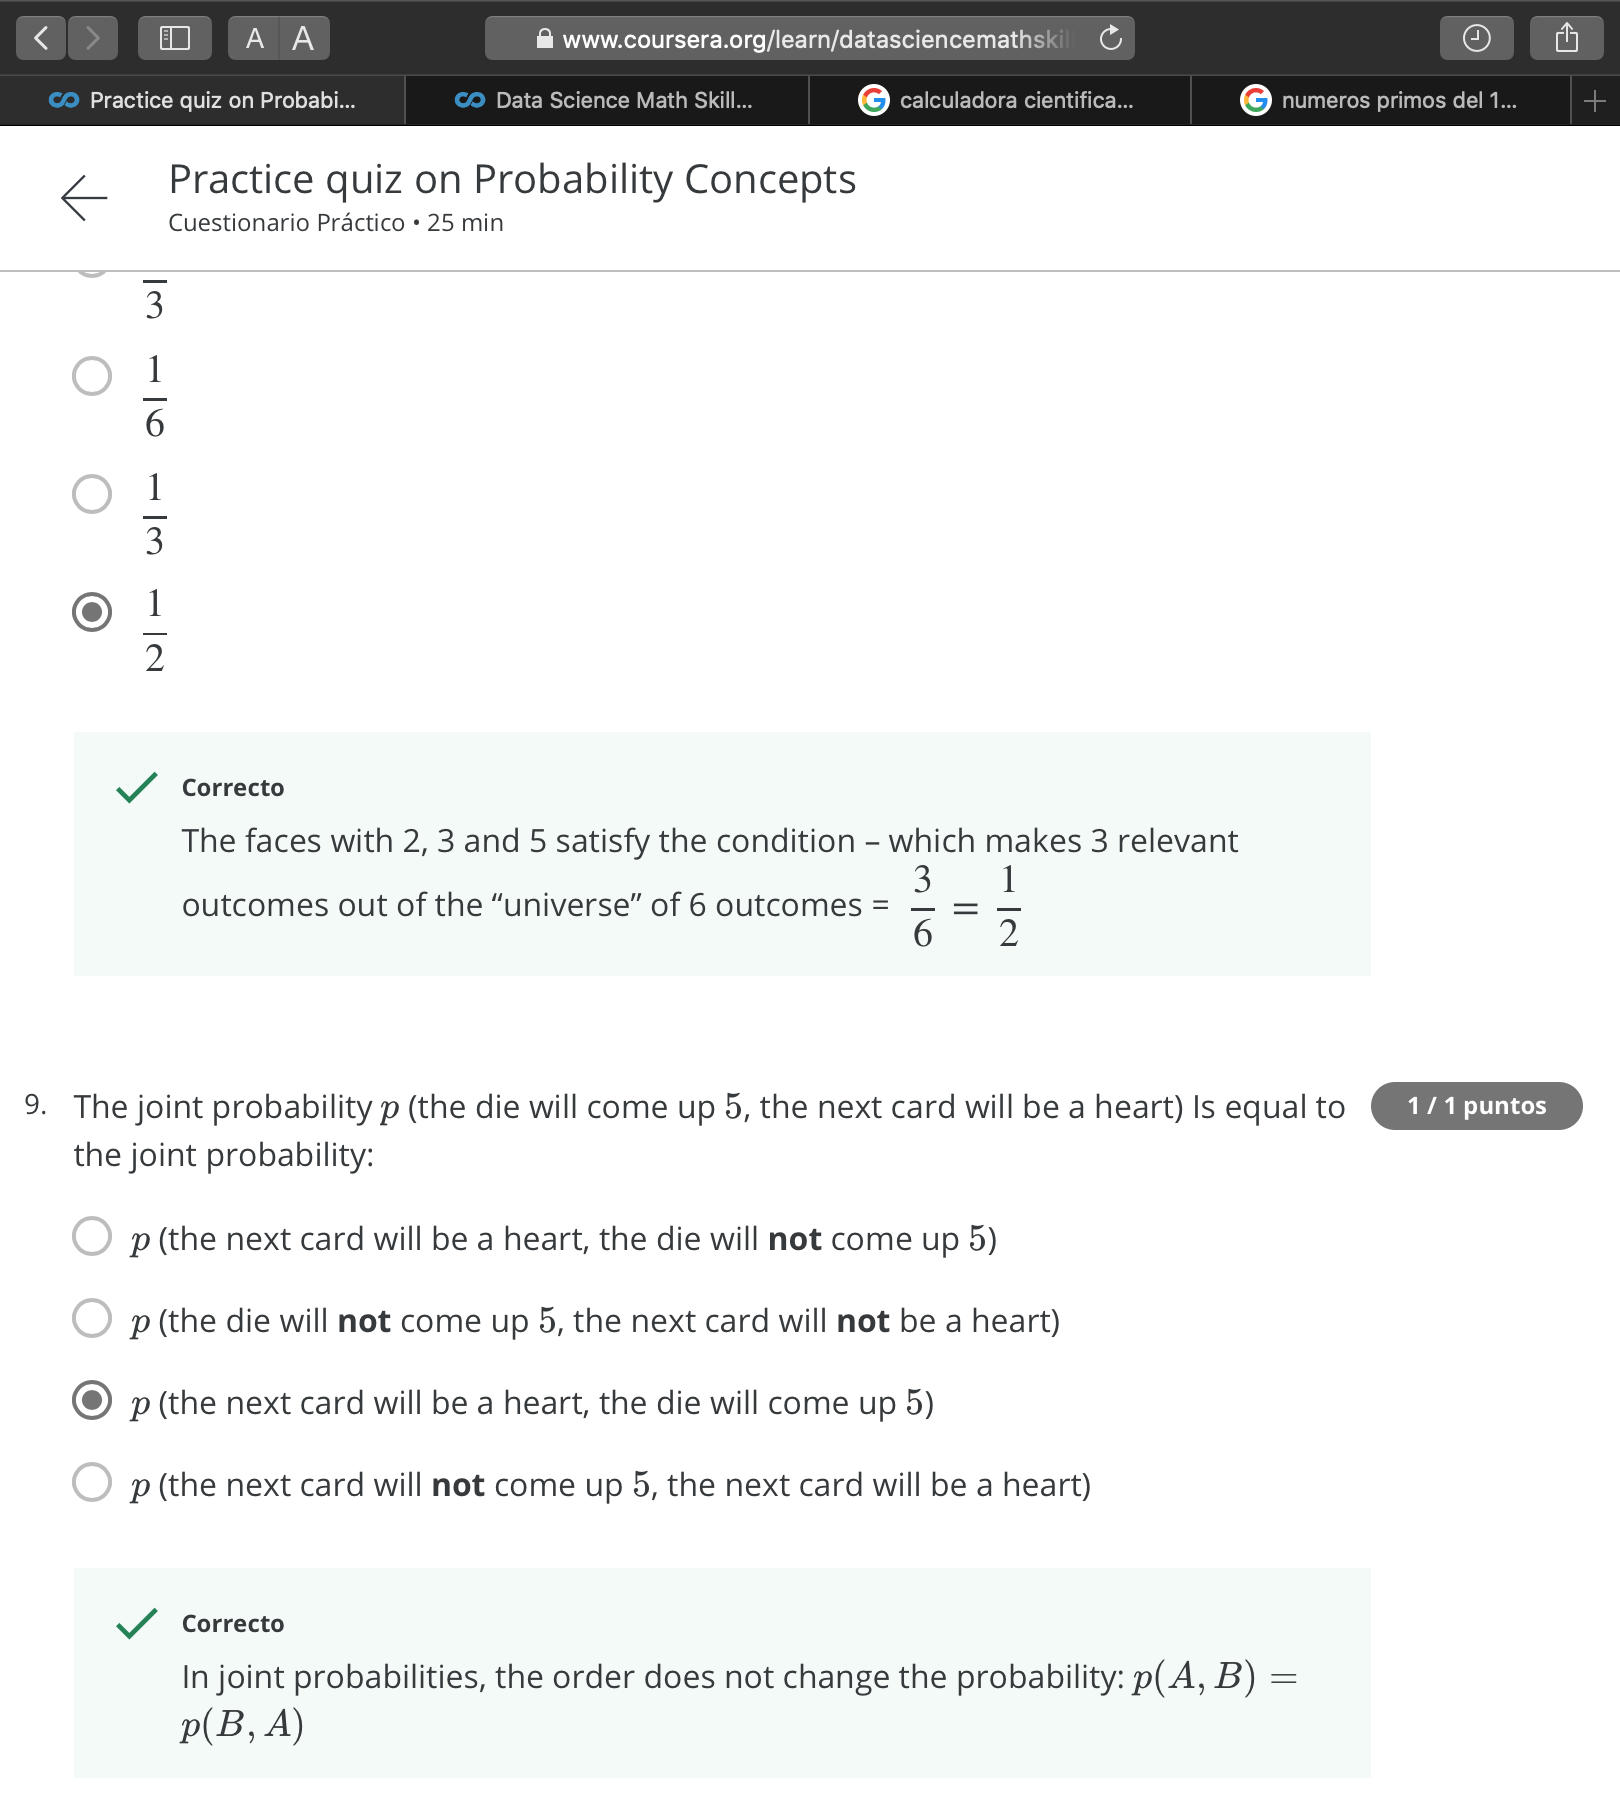 A A www.coursera.org/learn/datasciencemathskil
Practice quiz on Probabi... Data Science Math Skill... calculadora cientifica... numeros primos del 1...
Practice quiz on Probability Concepts
Cuestionario Práctico • 25 min
3
1
6
1
3
1
2
Correcto
The faces with 2, 3 and 5 satisfy the condition – which makes 3 relevant
outcomes out of the “universe” of 6 outcomes = 3/6 = 1/2
9. The joint probability p (the die will come up 5, the next card will be a heart) Is equal to 1 / 1 puntos
the joint probability:
p (the next card will be a heart, the die will not come up 5)
p (the die will not come up 5, the next card will not be a heart)
p (the next card will be a heart, the die will come up 5)
p (the next card will not come up 5, the next card will be a heart)
Correcto
In joint probabilities, the order does not change the probability: p(A, B) =
p(B, A)